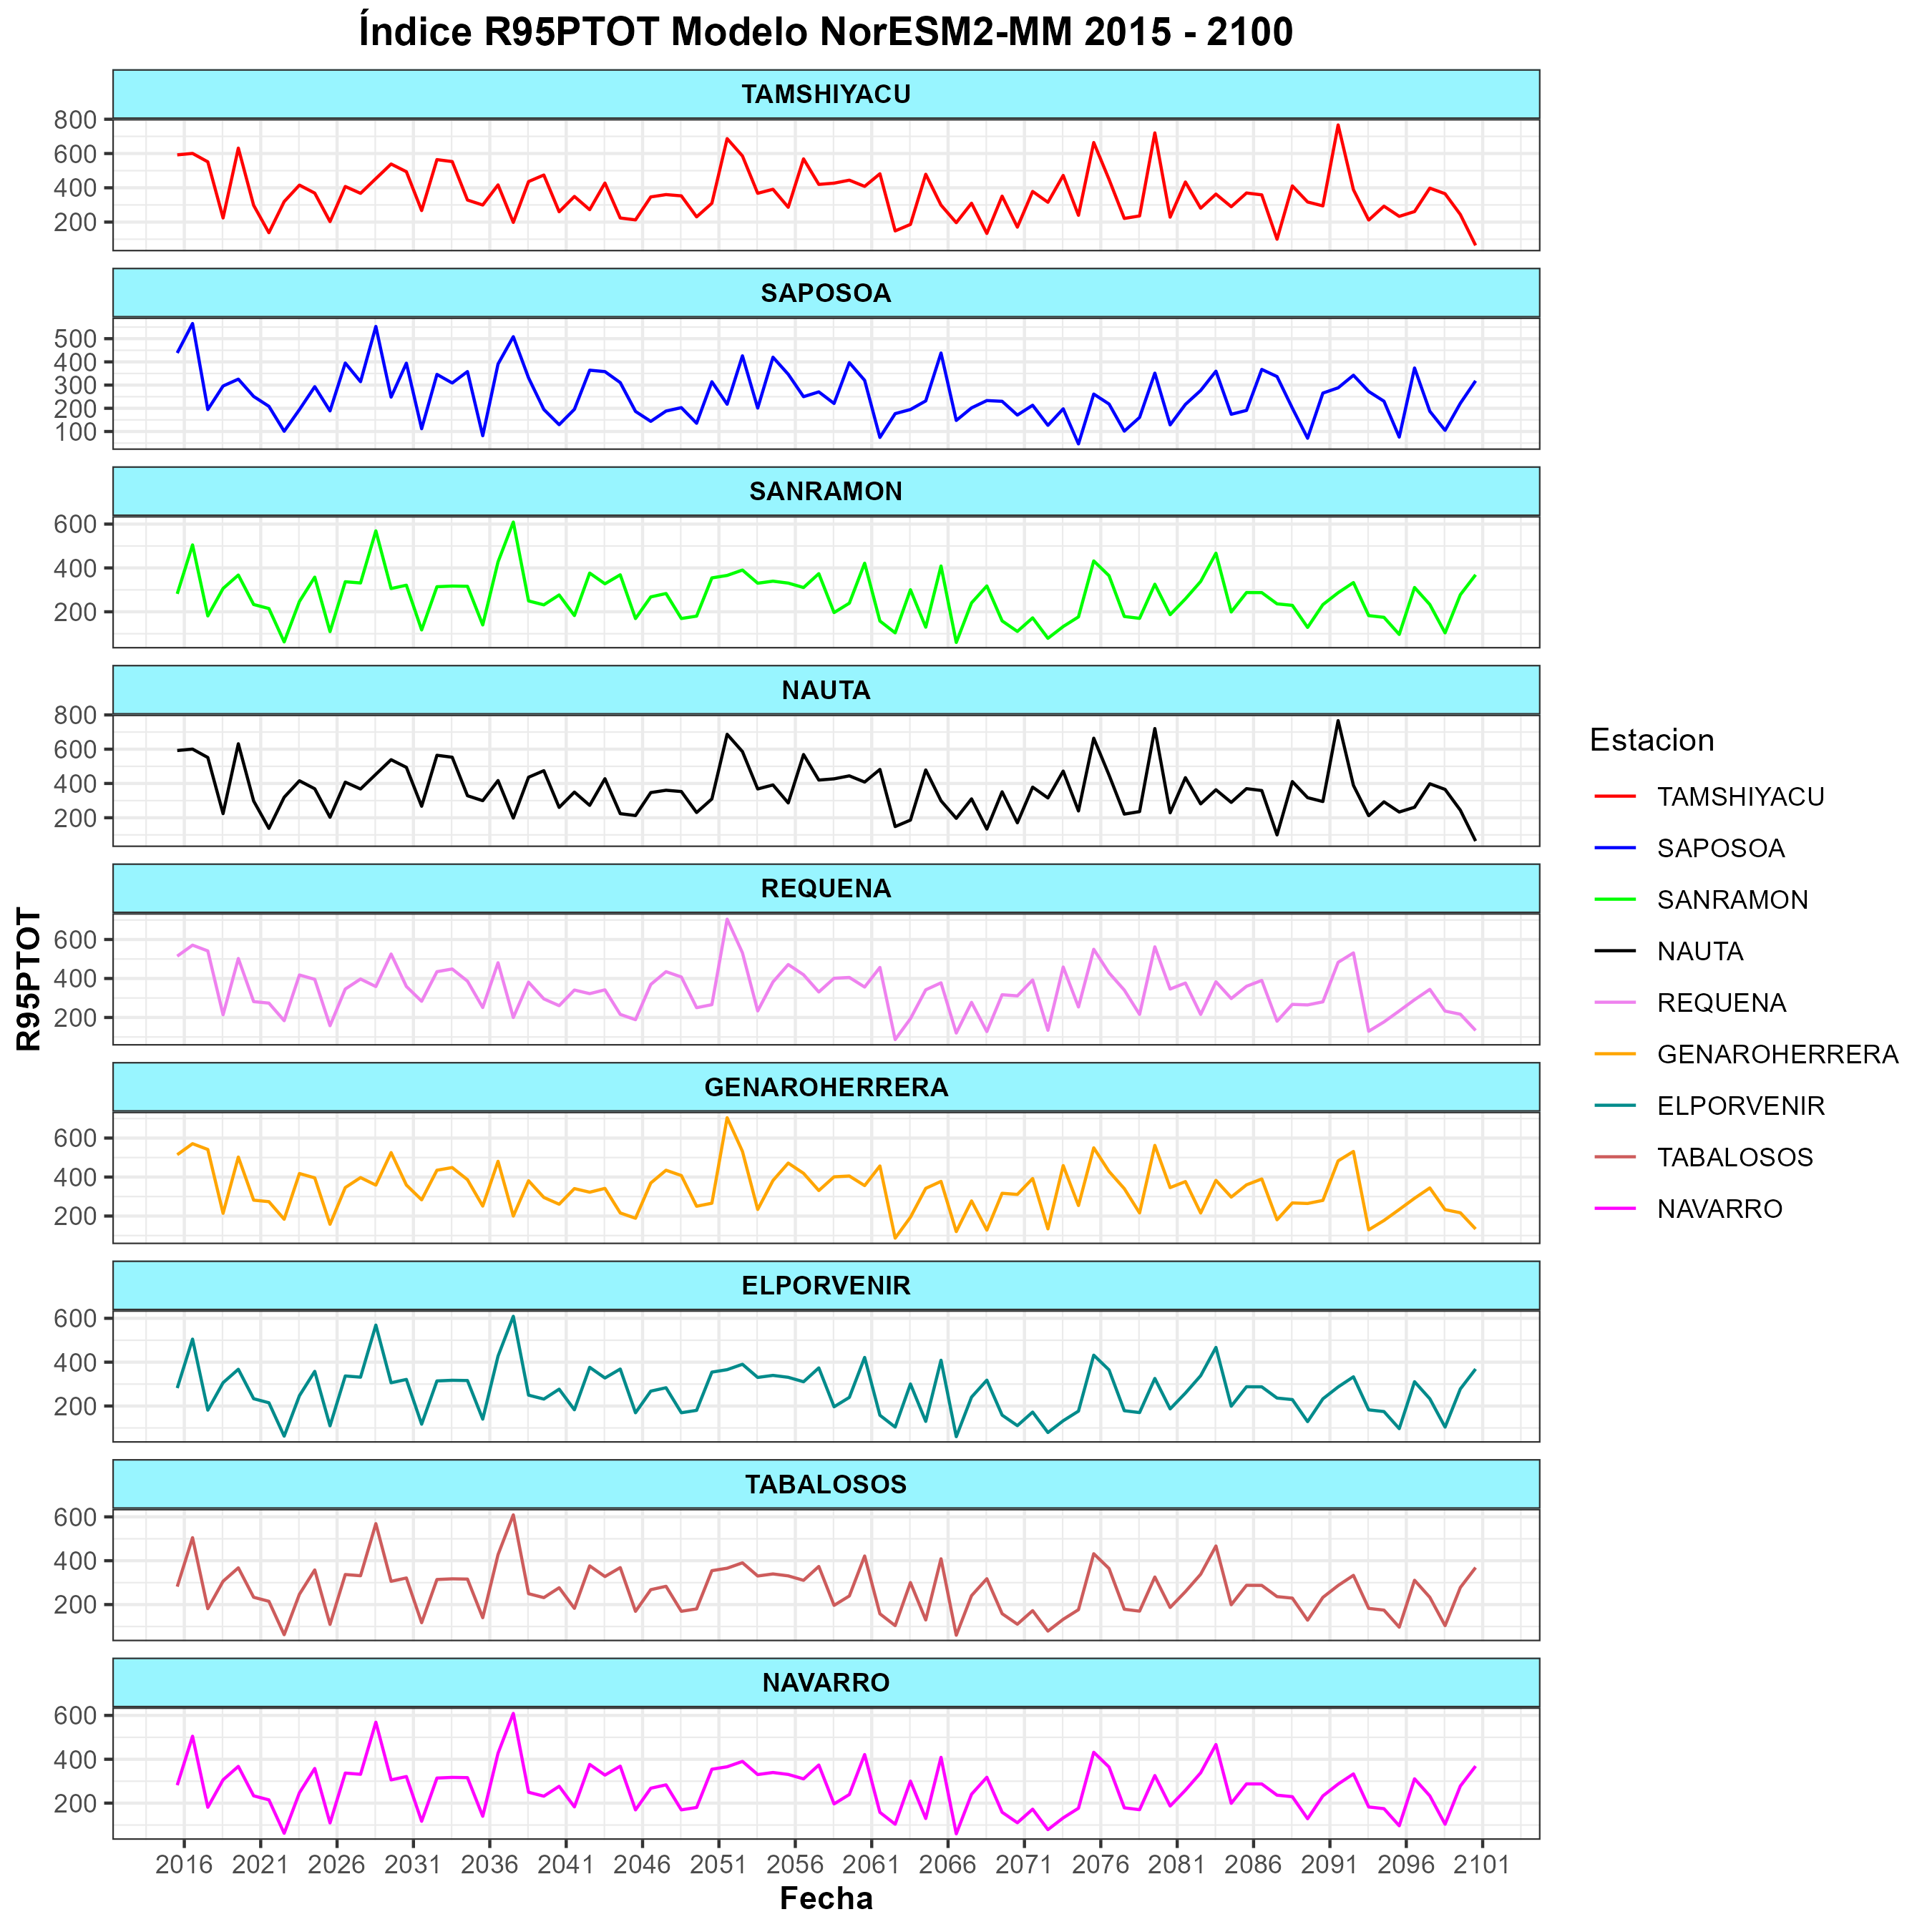 Índice R95PTOT Modelo NorESM2-MM 2015 - 2100
TAMSHIYACU
800
600
400
200
SAPOSOA
500
400
300
200
100
SANRAMON
600
400
200
NAUTA
800
600
400
200
REQUENA
600
400
200
GENAROHERRERA
600
400
200
ELPORVENIR
600
400
200
TABALOSOS
600
400
200
NAVARRO
600
400
200
2016 2021 2026 2031 2036 2041 2046 2051 2056 2061 2066 2071 2076 2081 2086 2091 2096 2101
Fecha
R95PTOT
Estacion
TAMSHIYACU
SAPOSOA
SANRAMON
NAUTA
REQUENA
GENAROHERRERA
ELPORVENIR
TABALOSOS
NAVARRO